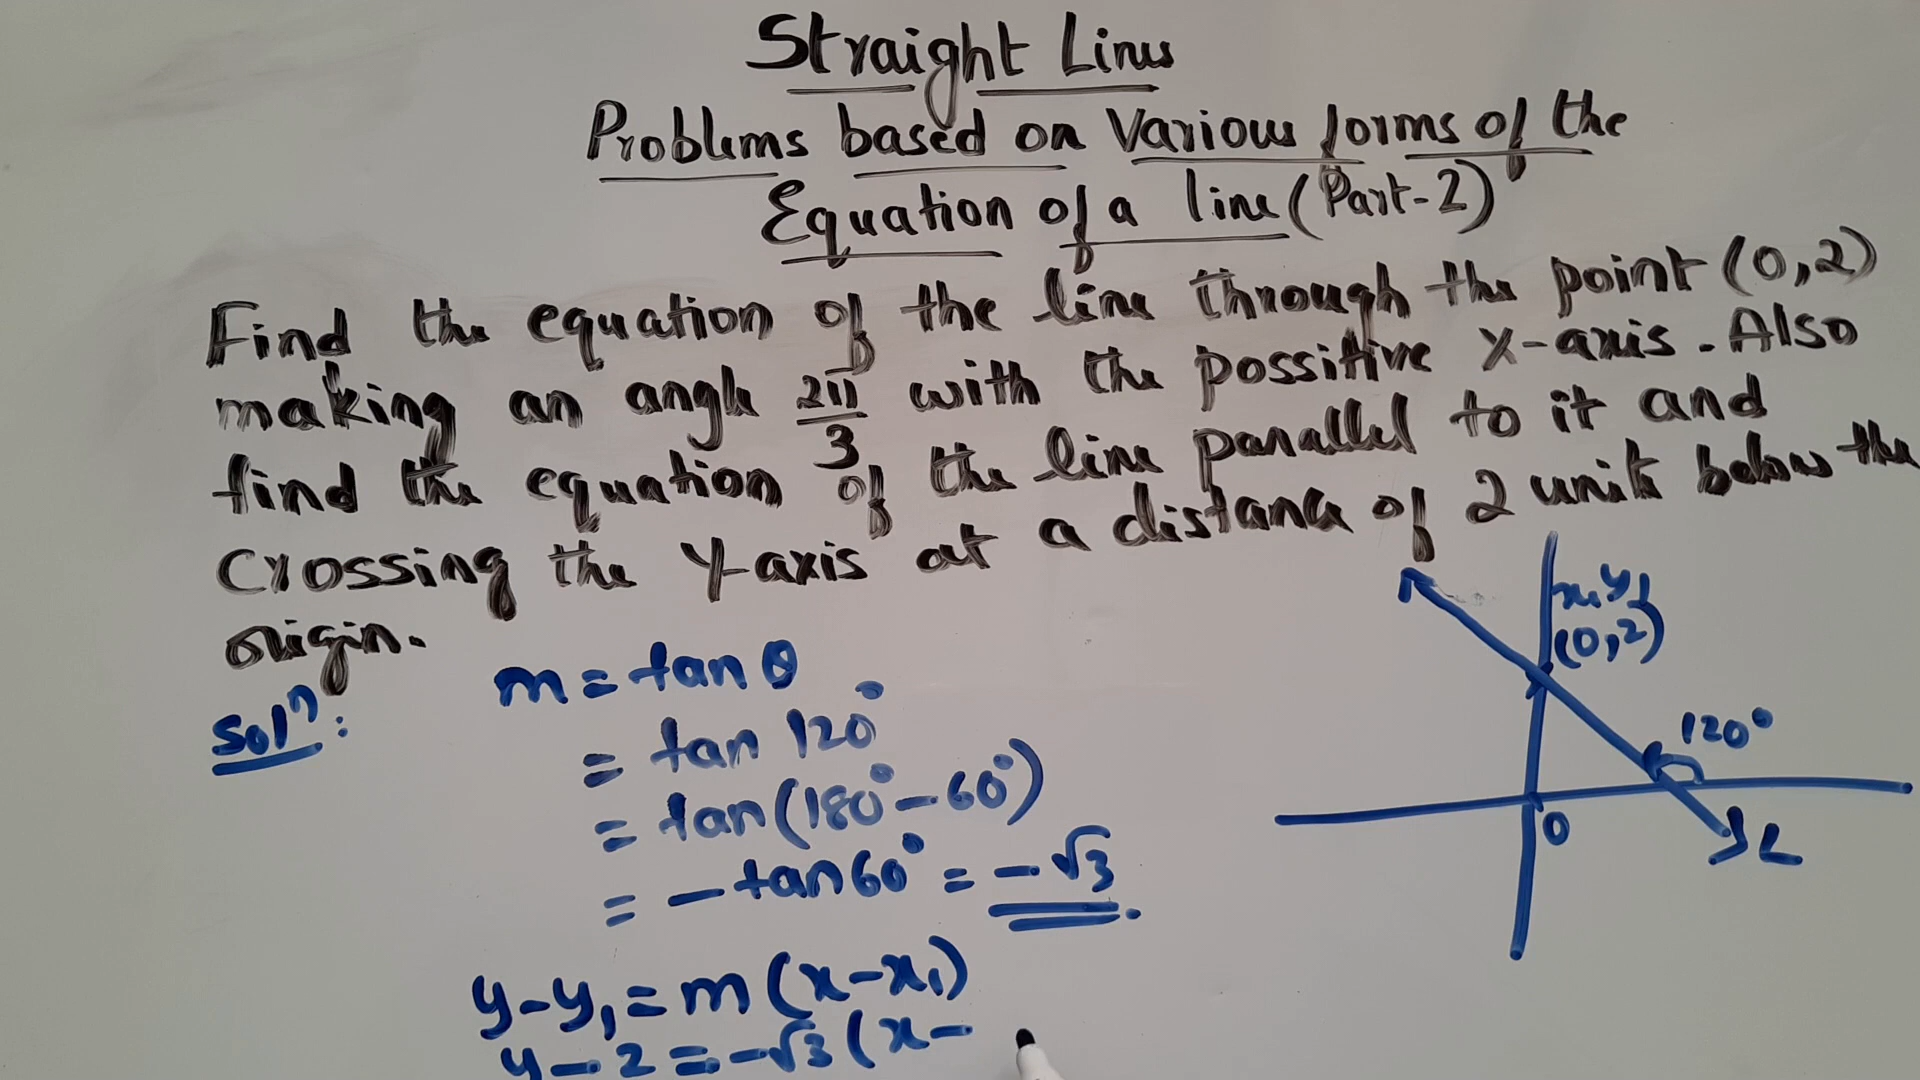 Straight Lines
Problems based on Various forms of the
Equation of a line (Part-2)
Find the equation of the line through the point (0,2)
making an angle 2π/3 with the possitive x-axis. Also
find the equation of the line parallel to it and
Crossing the Y-axis at a distance of 2 units below the
origin.
Solⁿ:
m = tan θ
= tan 120°
= tan (180° - 60°)
= - tan 60° = - √3
y - y₁ = m (x - x₁)
y - 2 = -√3 (x -
x₁ y₁
(0,2)
120°
0
L